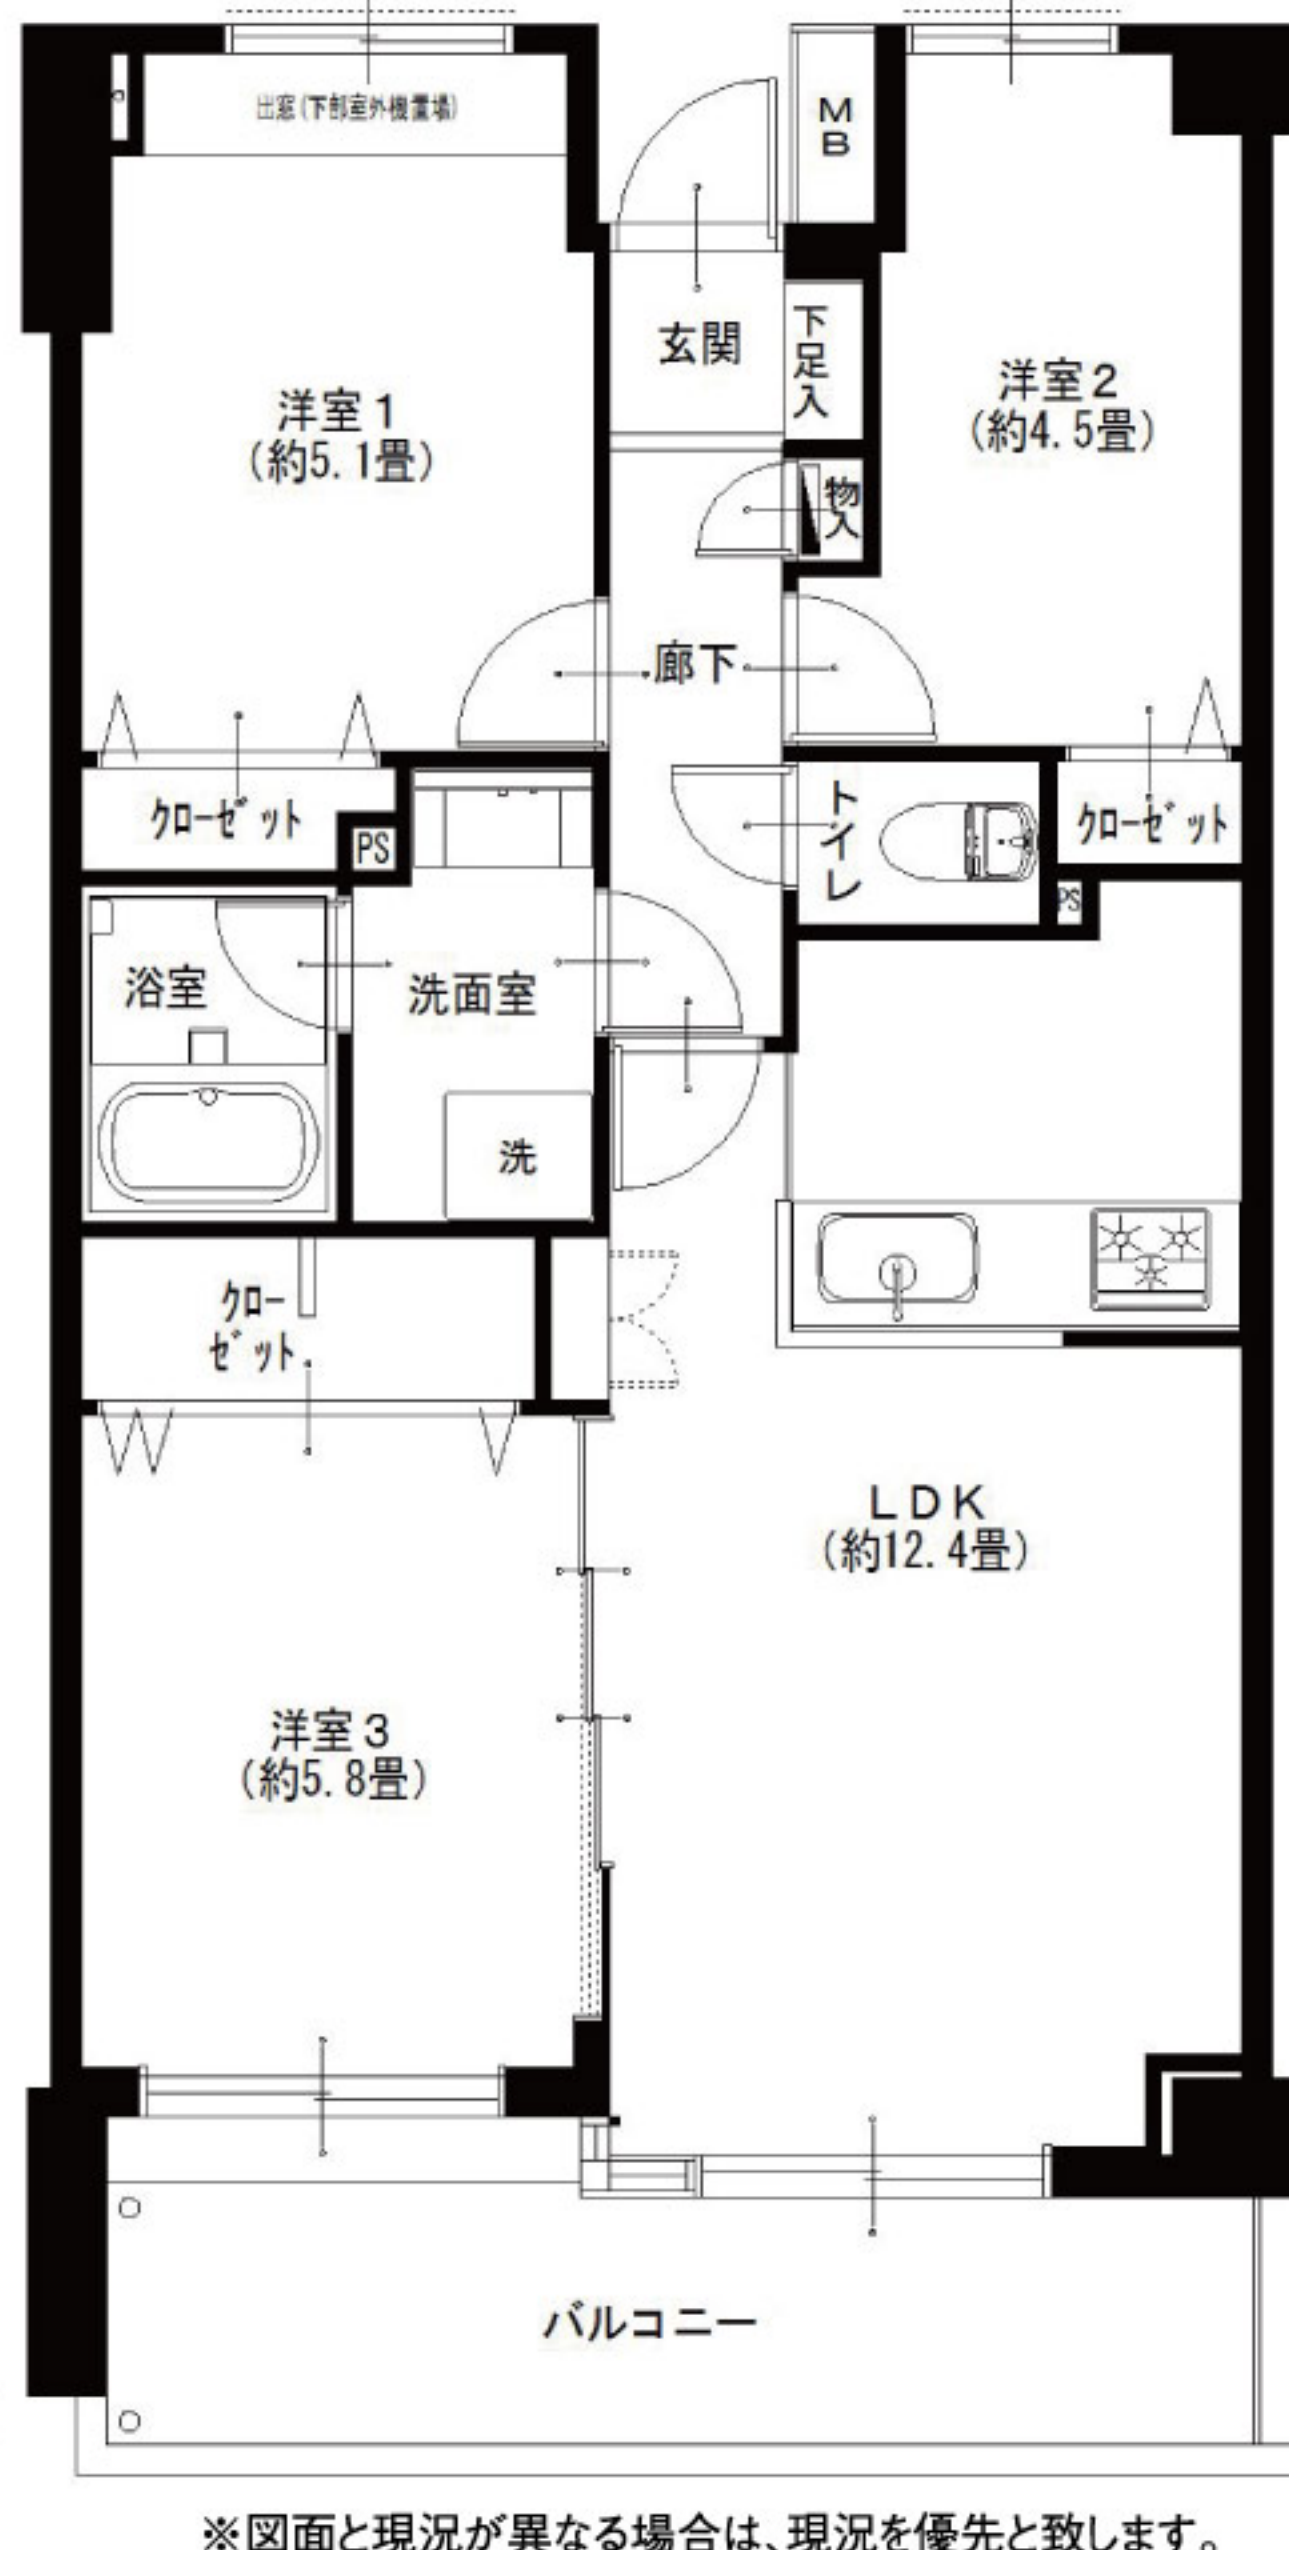 出窓(下部室外機置場)
MB
玄関
下足入
洋室1
(約5.1畳)
洋室2
(約4.5畳)
物入
廊下
クローゼット
PS
トイレ
クローゼット
PS
浴室
洗面室
洗
クロー
ゼット
LDK
(約12.4畳)
洋室3
(約5.8畳)
バルコニー
※図面と現況が異なる場合は、現況を優先と致します。